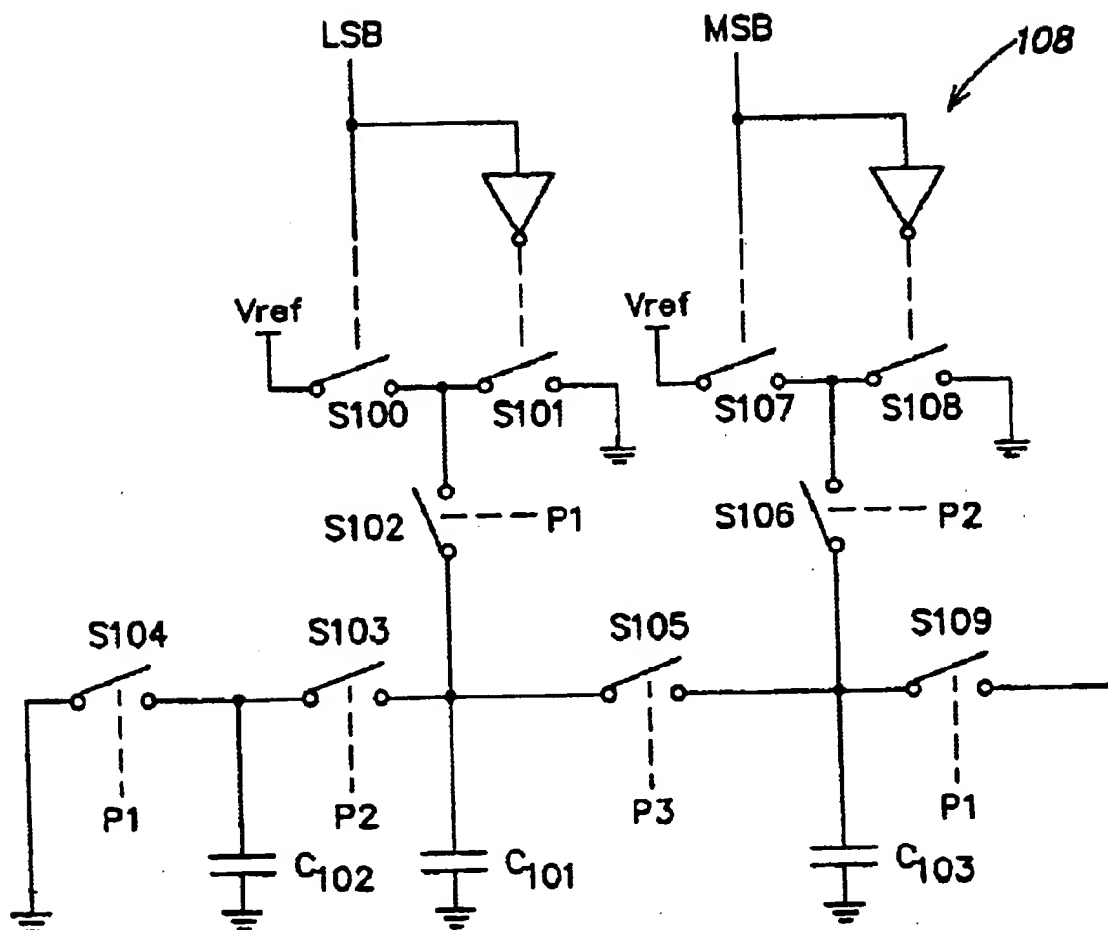 LSB
MSB
108
Vref
Vref
S100
S101
S107
S108
S102
P1
S106
P2
S104
S103
S105
S109
P1
P2
P3
P1
C102
C101
C103